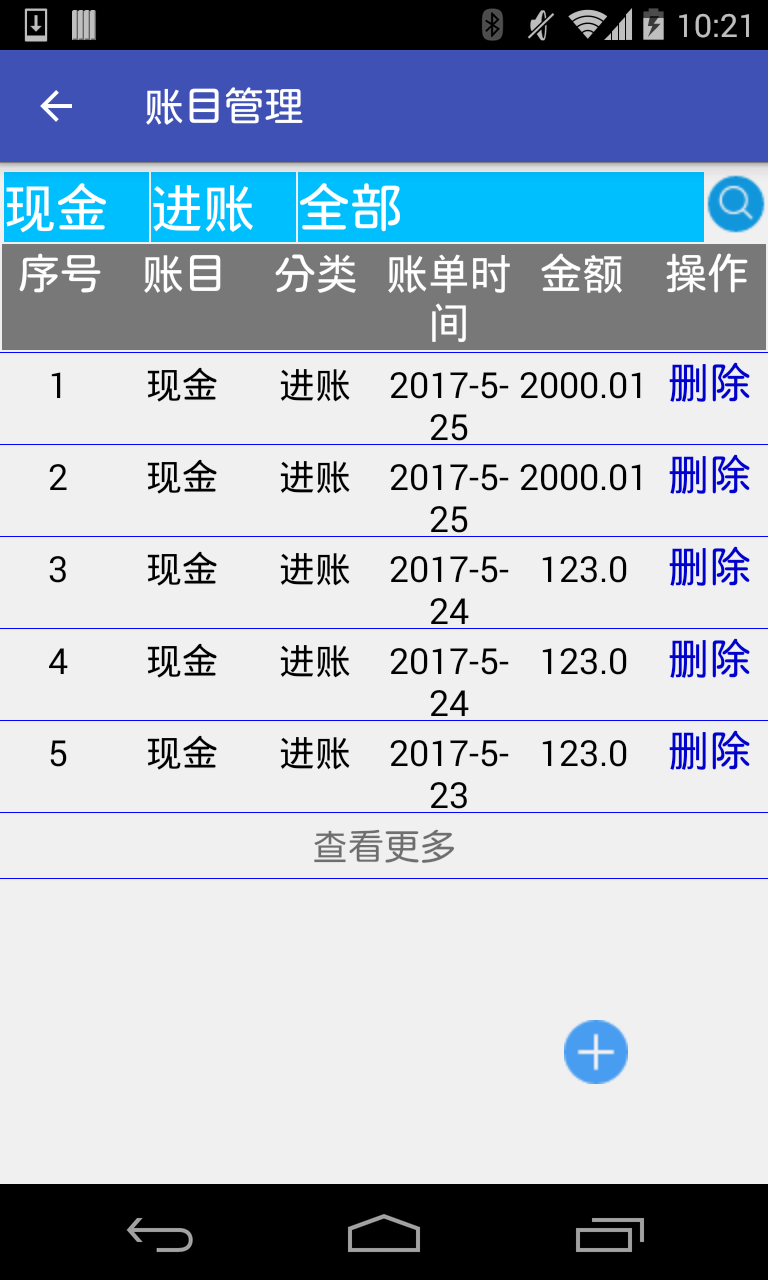 10:21
账目管理
现金 进账 全部
序号 账目 分类 账单时间 金额 操作
1 现金 进账 2017-5-25 2000.01 删除
2 现金 进账 2017-5-25 2000.01 删除
3 现金 进账 2017-5-24 123.0 删除
4 现金 进账 2017-5-24 123.0 删除
5 现金 进账 2017-5-23 123.0 删除
查看更多